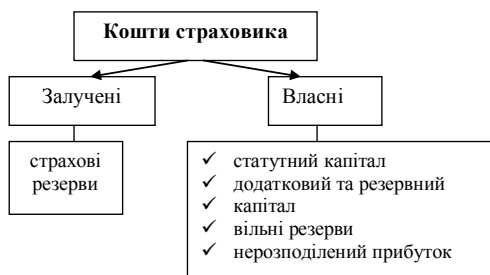 Кошти страховика
Залучені
Власні
страхові
резерви
✓ статутний капітал
✓ додатковий та резервний
✓ капітал
✓ вільні резерви
✓ нерозподілений прибуток